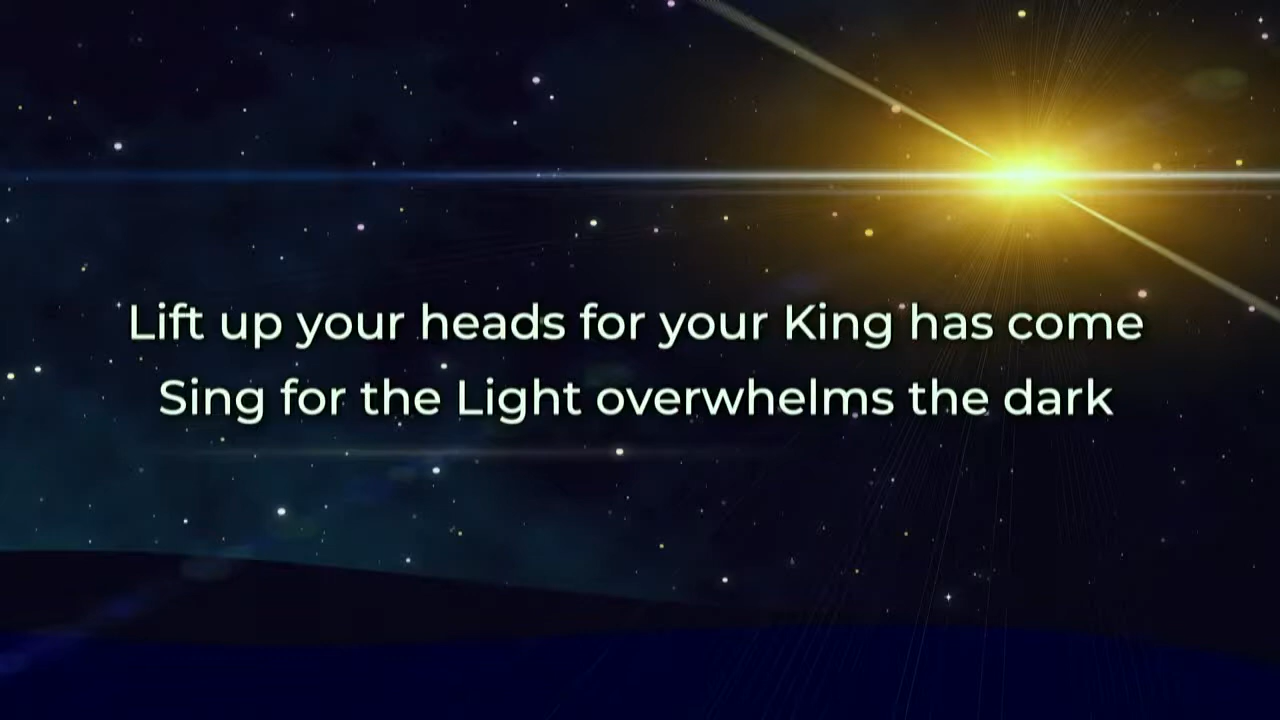 Lift up your heads for your King has come
Sing for the Light overwhelms the dark